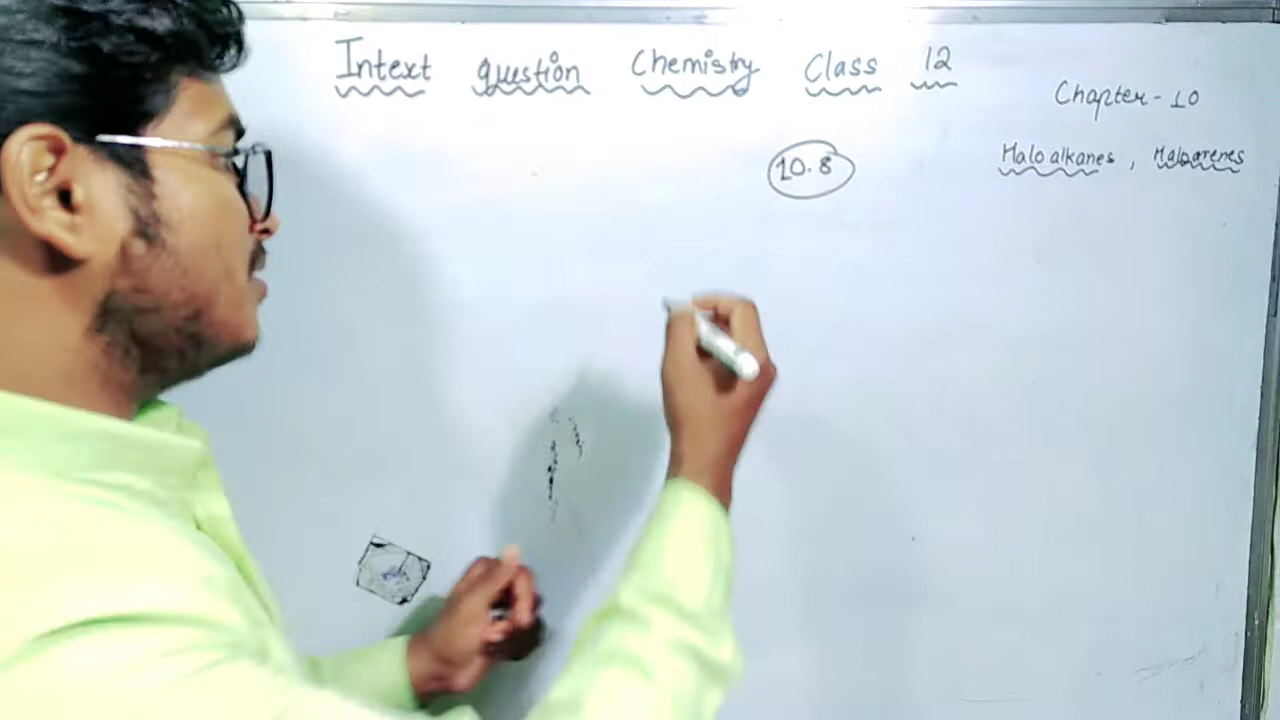 Intext question Chemistry Class 12
Chapter - 10
Haloalkanes, Haloarenes
10.8